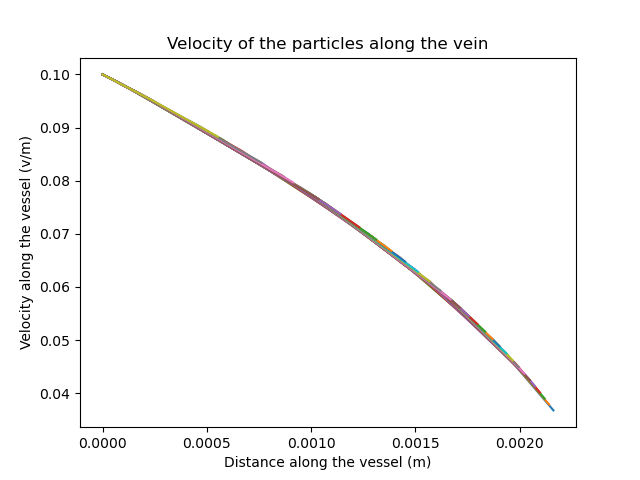 Velocity of the particles along the vein
0.10
0.09
0.08
0.07
0.06
0.05
0.04
Velocity along the vessel (v/m)
0.0000 0.0005 0.0010 0.0015 0.0020
Distance along the vessel (m)